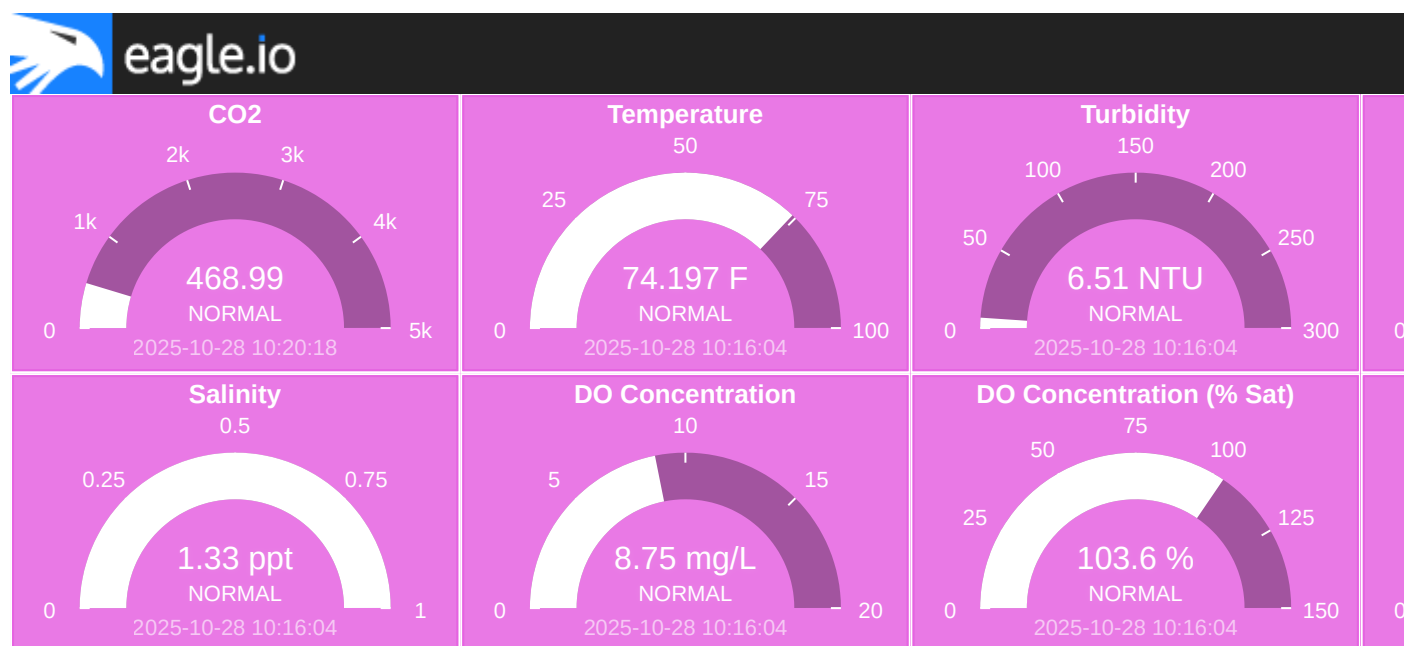 eagle.io
CO2
2k
3k
1k
4k
468.99
NORMAL
0
5k
2025-10-28 10:20:18
Temperature
50
25
75
74.197 F
NORMAL
0
100
2025-10-28 10:16:04
Turbidity
150
100
200
50
250
6.51 NTU
NORMAL
0
300
2025-10-28 10:16:04
0
Salinity
0.5
0.25
0.75
1.33 ppt
NORMAL
0
1
2025-10-28 10:16:04
DO Concentration
10
5
15
8.75 mg/L
NORMAL
0
20
2025-10-28 10:16:04
DO Concentration (% Sat)
75
50
100
25
125
103.6 %
NORMAL
0
150
2025-10-28 10:16:04
0